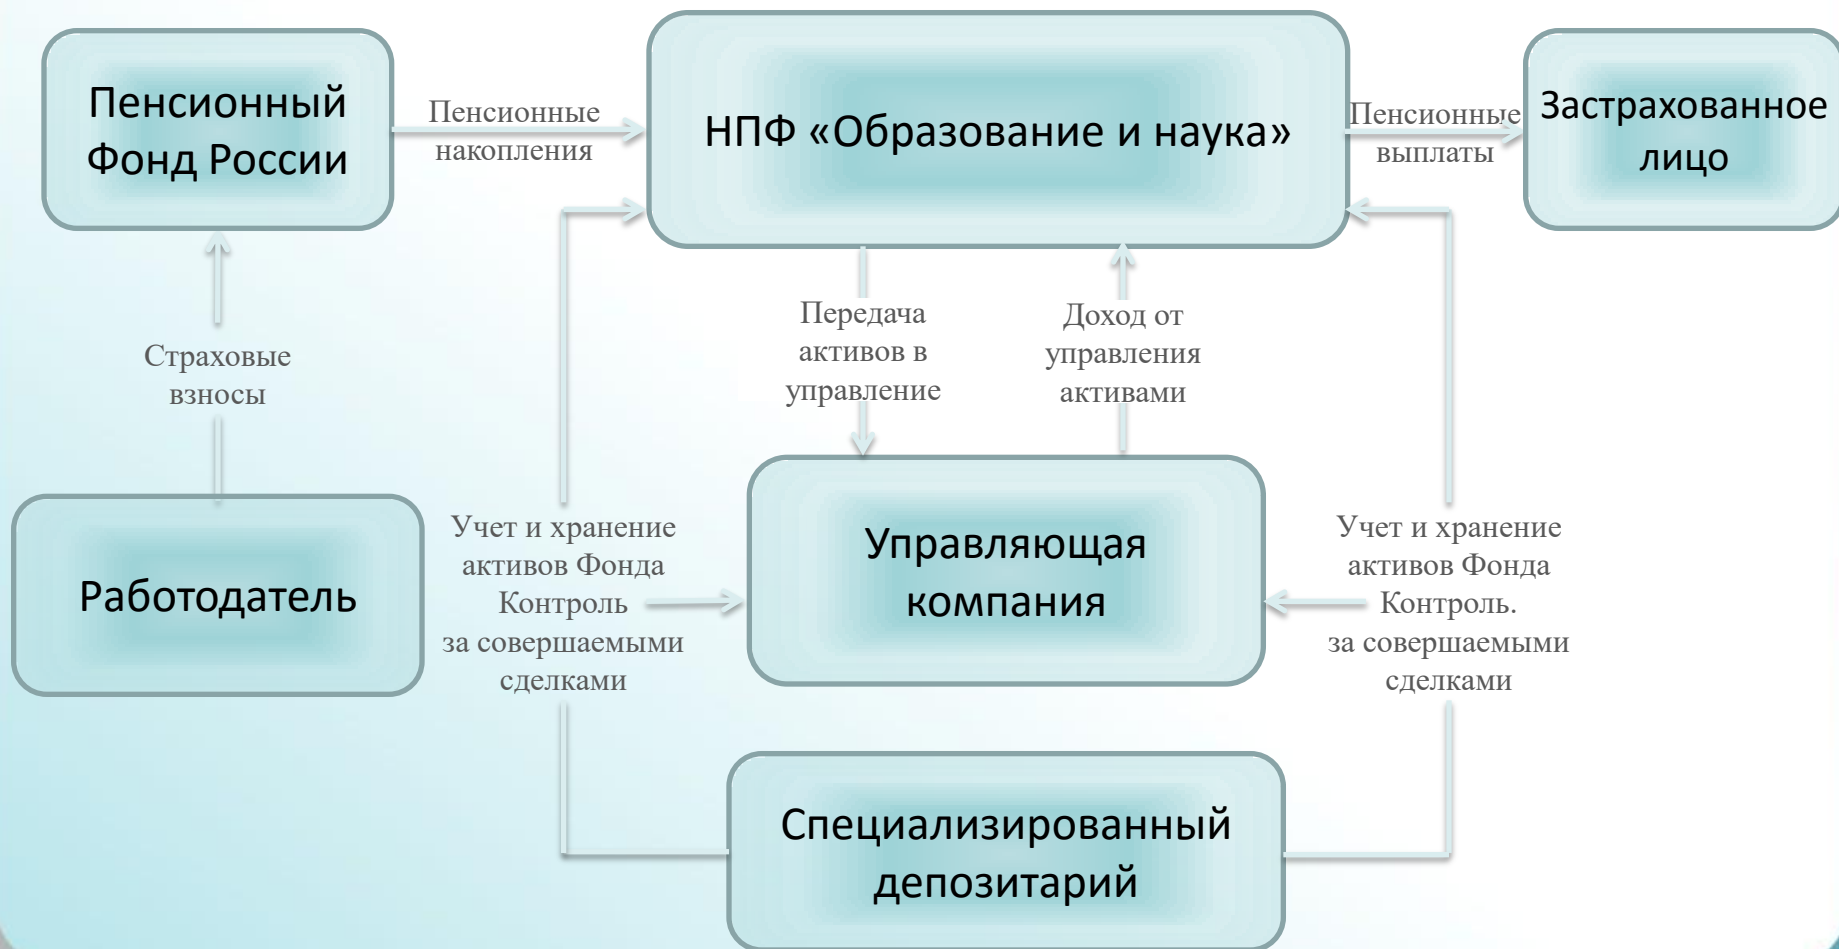 Пенсионный
Фонд России
Пенсионные
накопления
НПФ «Образование и наука»
Пенсионные
выплаты
Застрахованное
лицо
Страховые
взносы
Передача
активов в
управление
Доход от
управления
активами
Работодатель
Учет и хранение
активов Фонда
Контроль
за совершаемыми
сделками
Управляющая
компания
Учет и хранение
активов Фонда
Контроль.
за совершаемыми
сделками
Специализированный
депозитарий